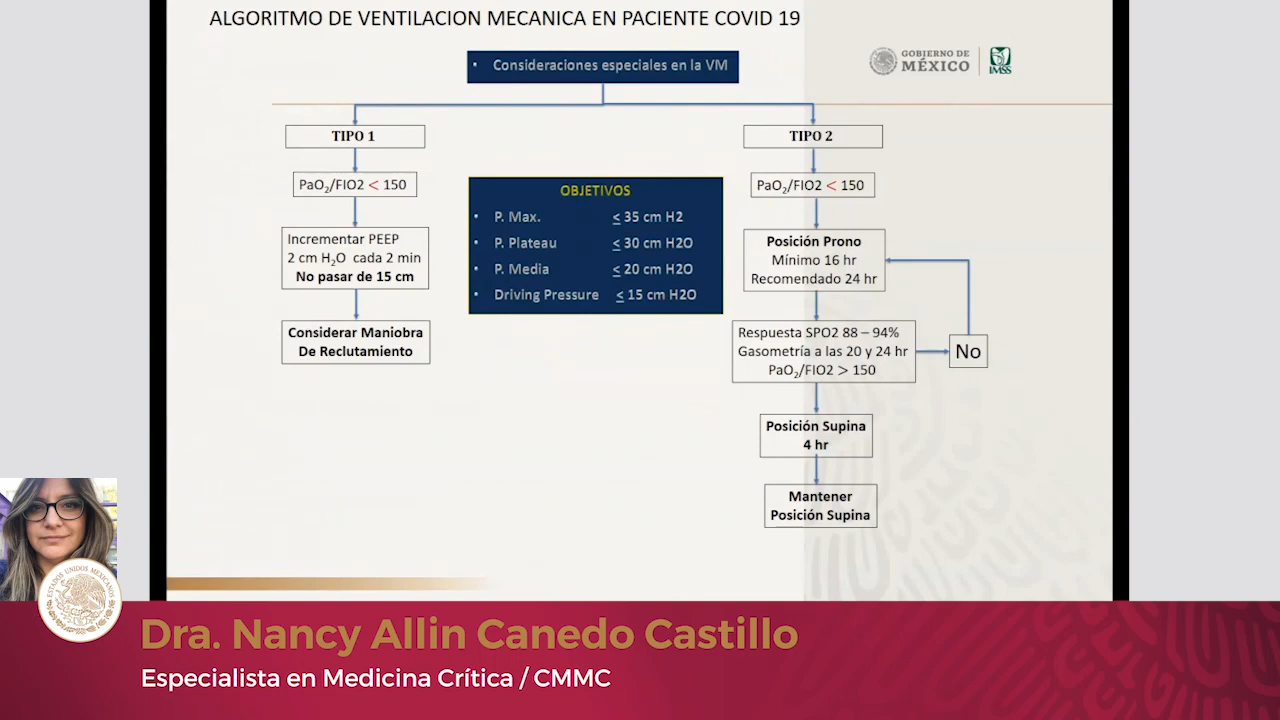 ALGORITMO DE VENTILACION MECANICA EN PACIENTE COVID 19
GOBIERNO DE
MÉXICO
IMSS
• Consideraciones especiales en la VM
TIPO 1
PaO2/FIO2 < 150
Incrementar PEEP
2 cm H2O cada 2 min
No pasar de 15 cm
Considerar Maniobra
De Reclutamiento
OBJETIVOS
• P. Max. ≤ 35 cm H2
• P. Plateau ≤ 30 cm H2O
• P. Media ≤ 20 cm H2O
• Driving Pressure ≤ 15 cm H2O
TIPO 2
PaO2/FIO2 < 150
Posición Prono
Mínimo 16 hr
Recomendado 24 hr
Respuesta SPO2 88 – 94%
Gasometría a las 20 y 24 hr
PaO2/FIO2 > 150
No
Posición Supina
4 hr
Mantener
Posición Supina
ESTADOS UNIDOS MEXICANOS
Dra. Nancy Allin Canedo Castillo
Especialista en Medicina Crítica / CMMC